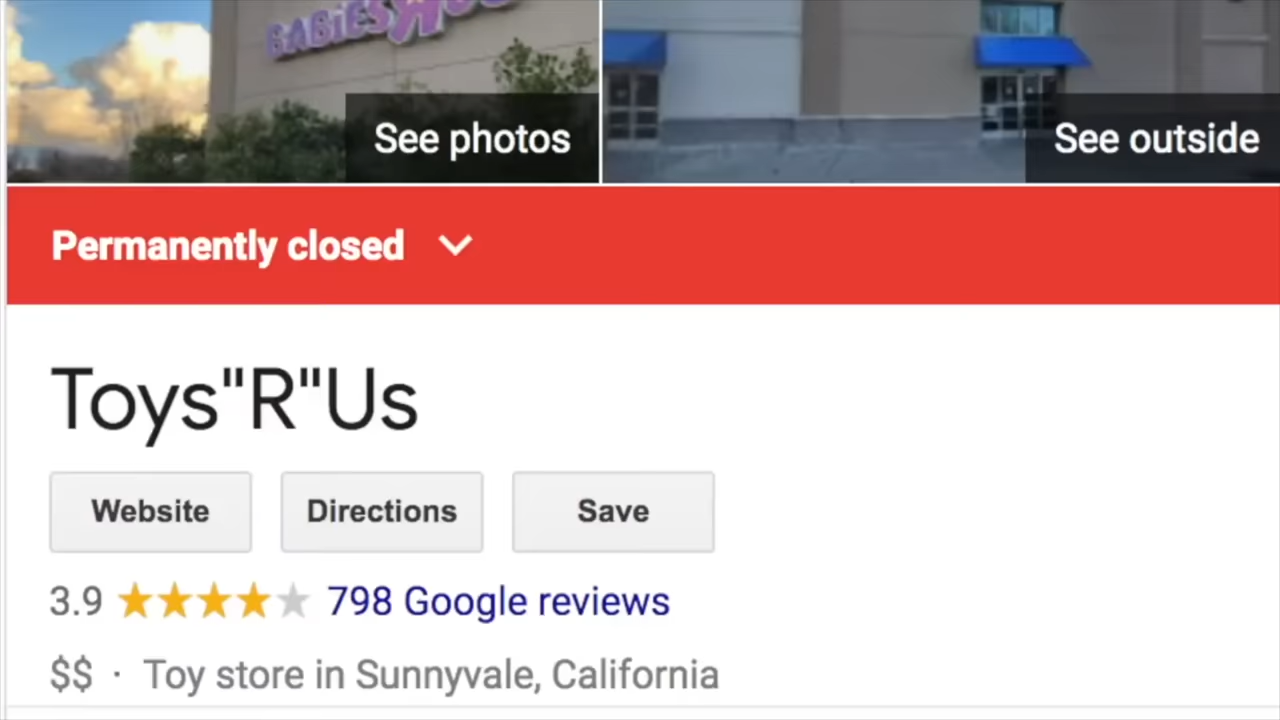 BABIESRUS
See photos
See outside
Permanently closed
Toys"R"Us
Website
Directions
Save
3.9
798 Google reviews
$$ · Toy store in Sunnyvale, California